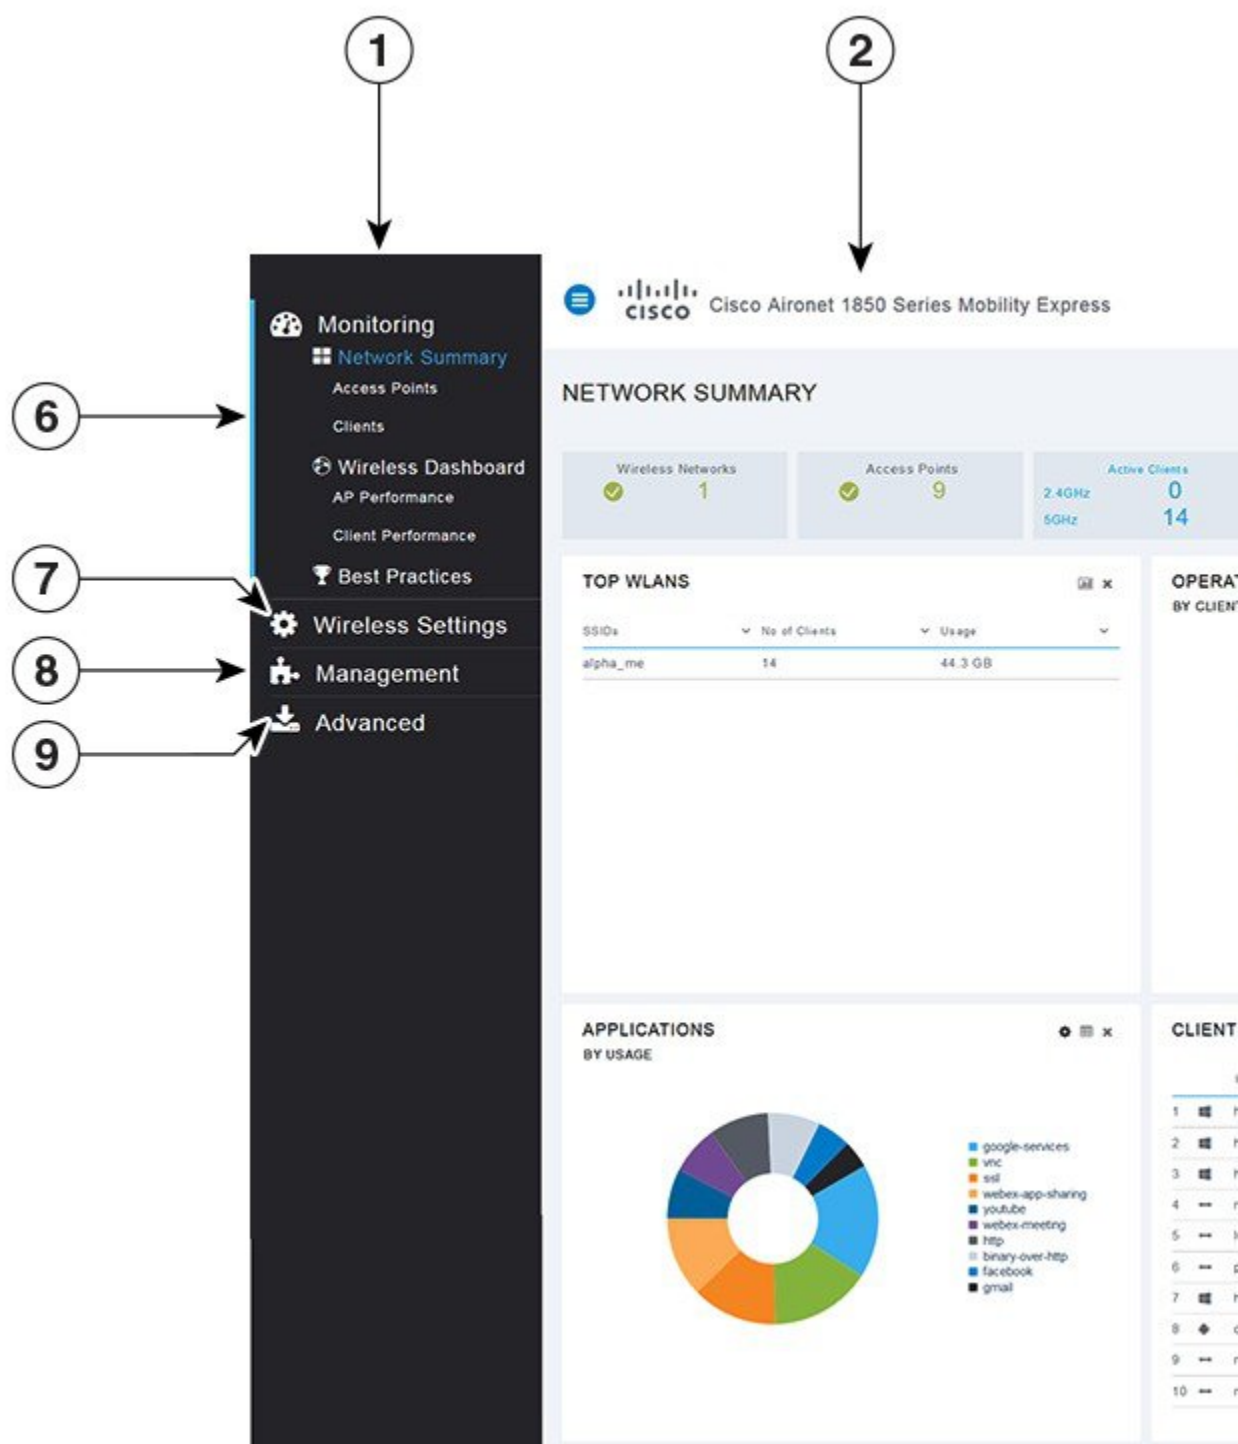 1
2
CISCO
Cisco Aironet 1850 Series Mobility Express
Monitoring
Network Summary
Access Points
Clients
Wireless Dashboard
AP Performance
Client Performance
Best Practices
Wireless Settings
Management
Advanced
6
7
8
9
NETWORK SUMMARY
Wireless Networks
1
Access Points
9
Active Clients
2.4GHz 0
5GHz 14
TOP WLANS
SSIDs No of Clients Usage
alpha_me 14 44.3 GB
OPERAT
BY CLIENT
APPLICATIONS
BY USAGE
google-services
vnc
ssl
webex-app-sharing
youtube
webex-meeting
http
binary-over-http
facebook
gmail
CLIENT
1
2
3
4
5
6
7
8
9
10